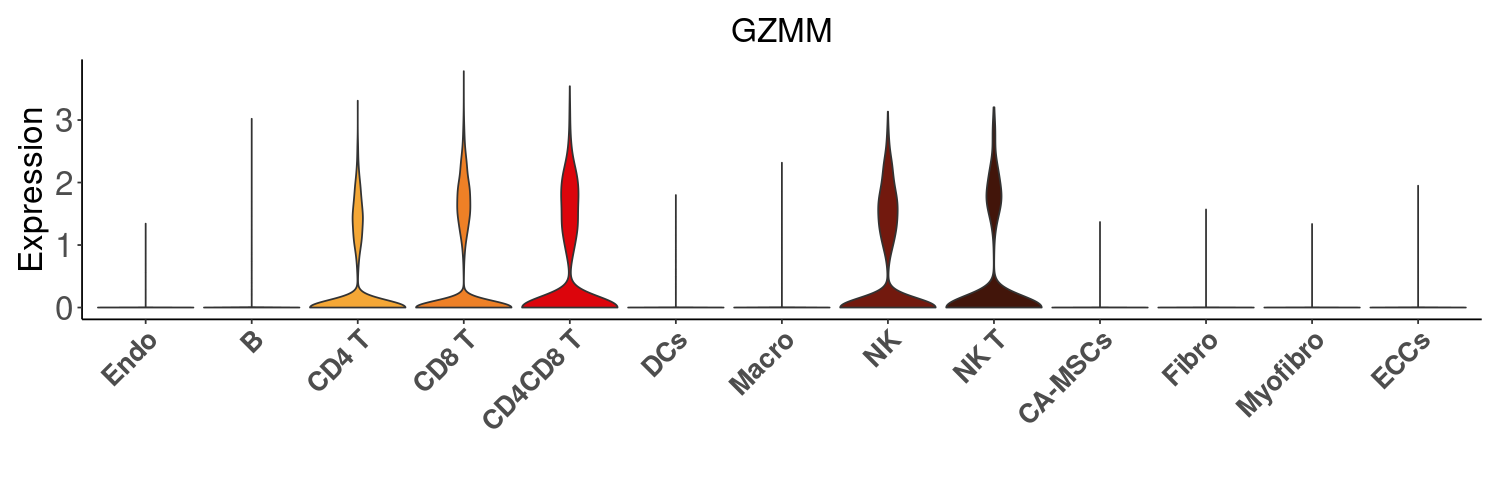 GZMM
Expression
3
2
1
0
Endo
B
CD4 T
CD8 T
CD4CD8 T
DCs
Macro
NK
NK T
CA-MSCs
Fibro
Myofibro
ECCs